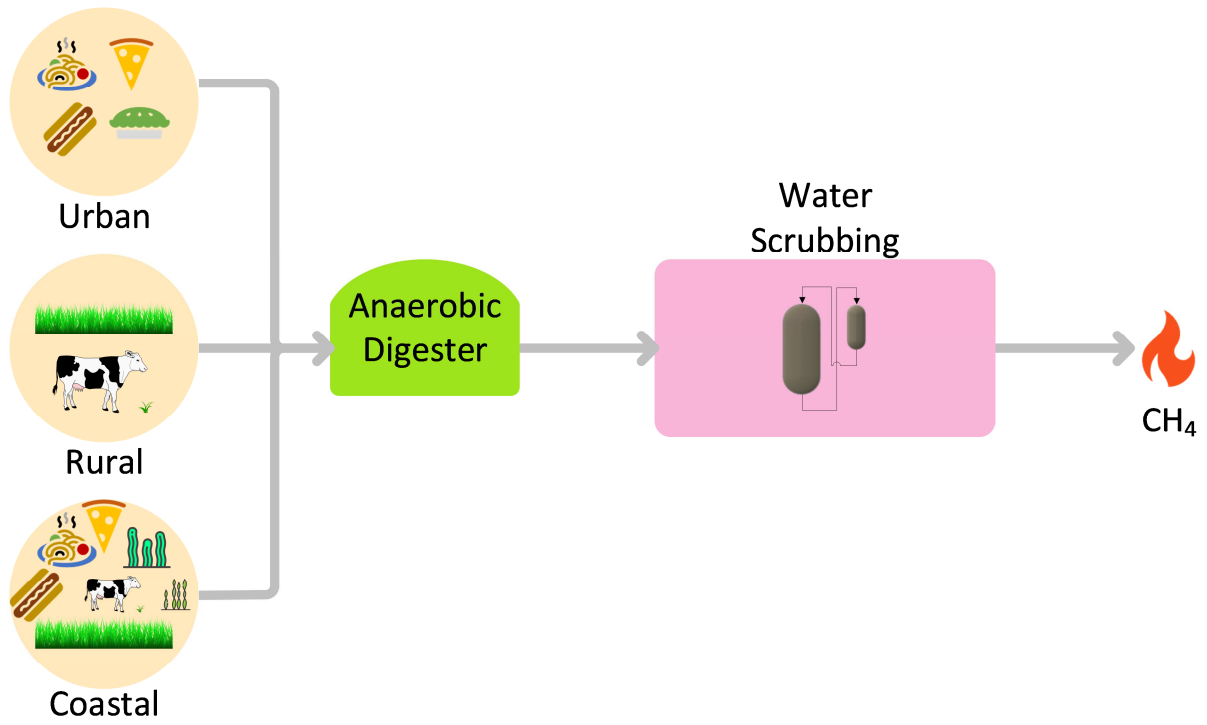 Urban
Rural
Coastal
Anaerobic
Digester
Water
Scrubbing
CH₄